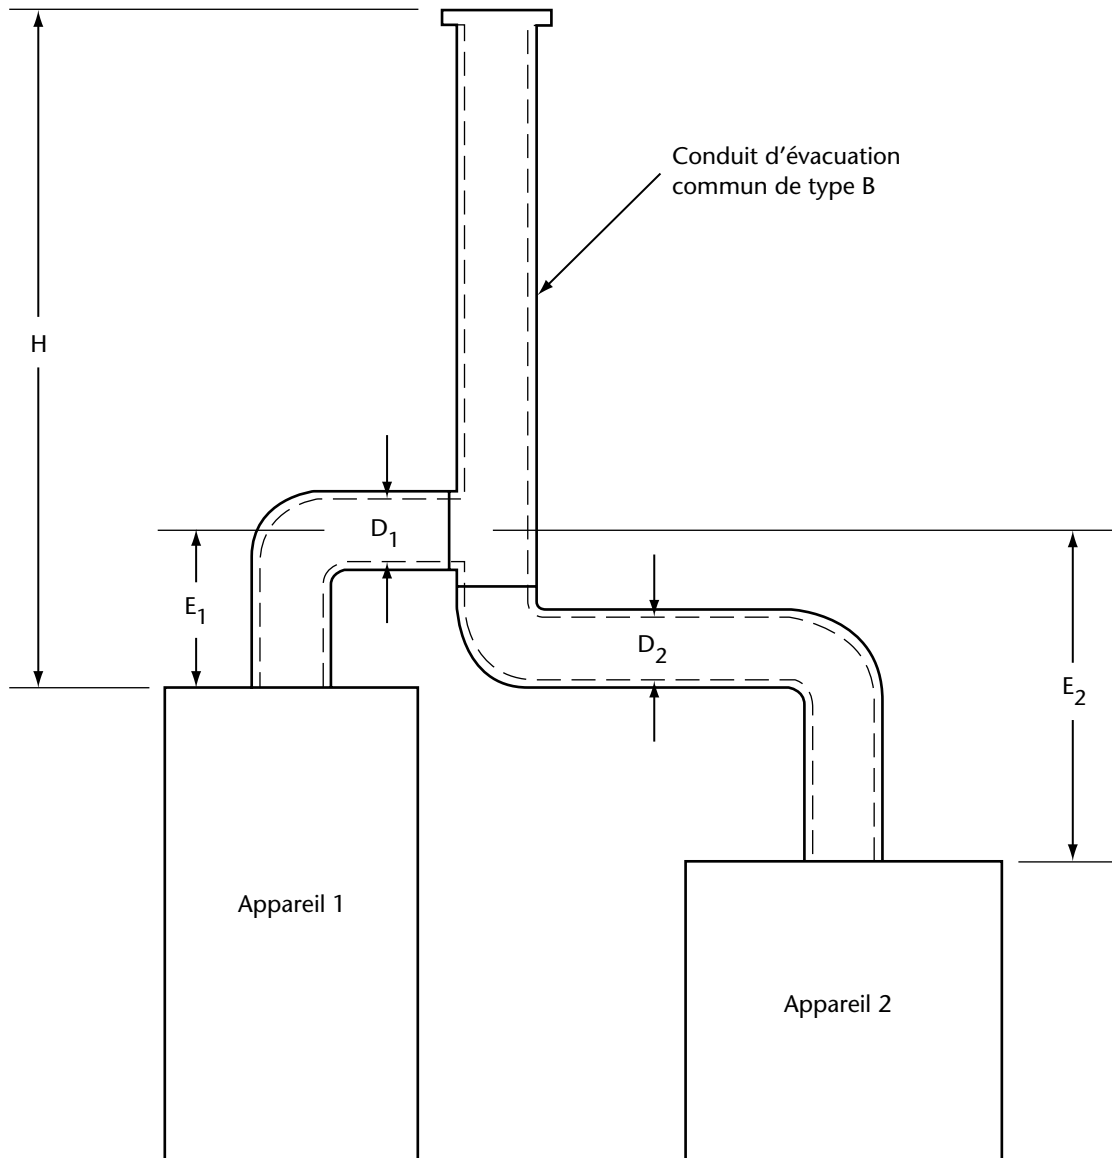 Conduit d’évacuation
commun de type B
H
D1
E1
D2
E2
Appareil 1
Appareil 2